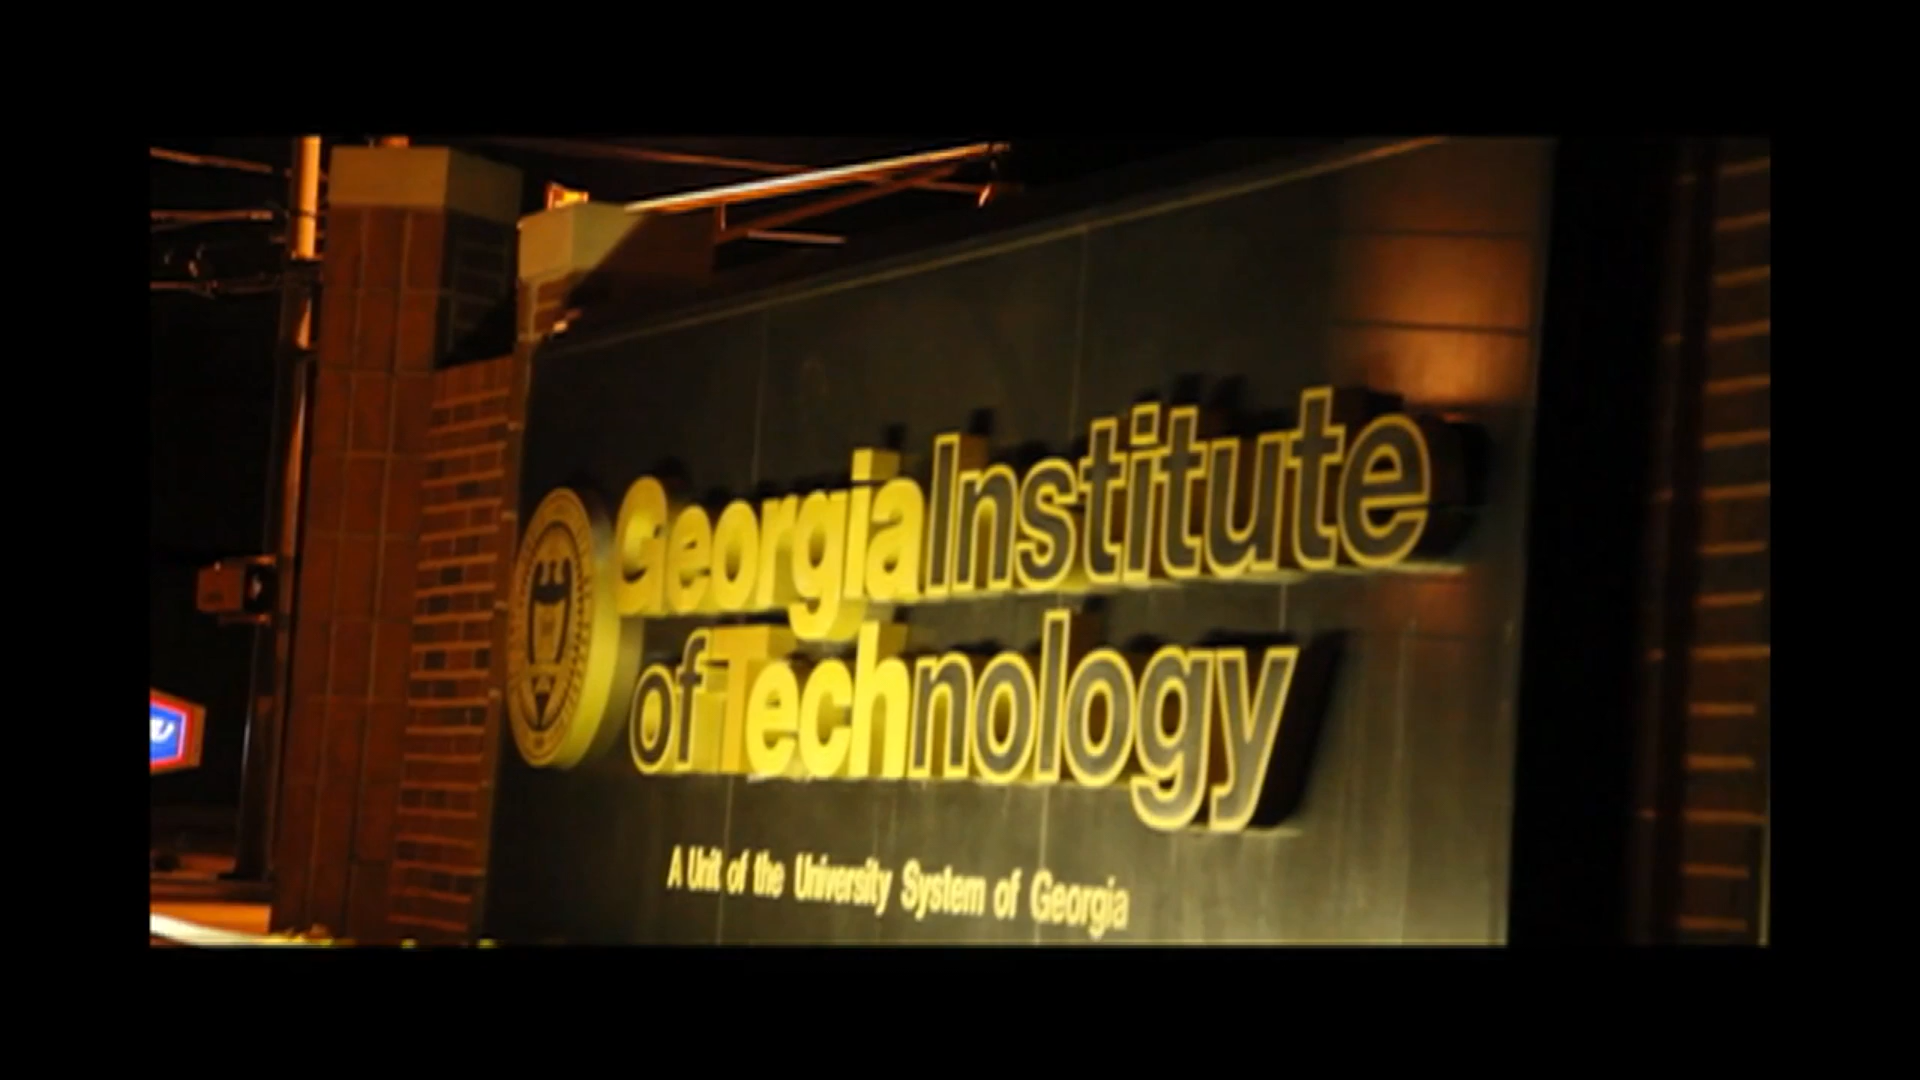 Georgia Institute
of Technology
A Unit of the University System of Georgia